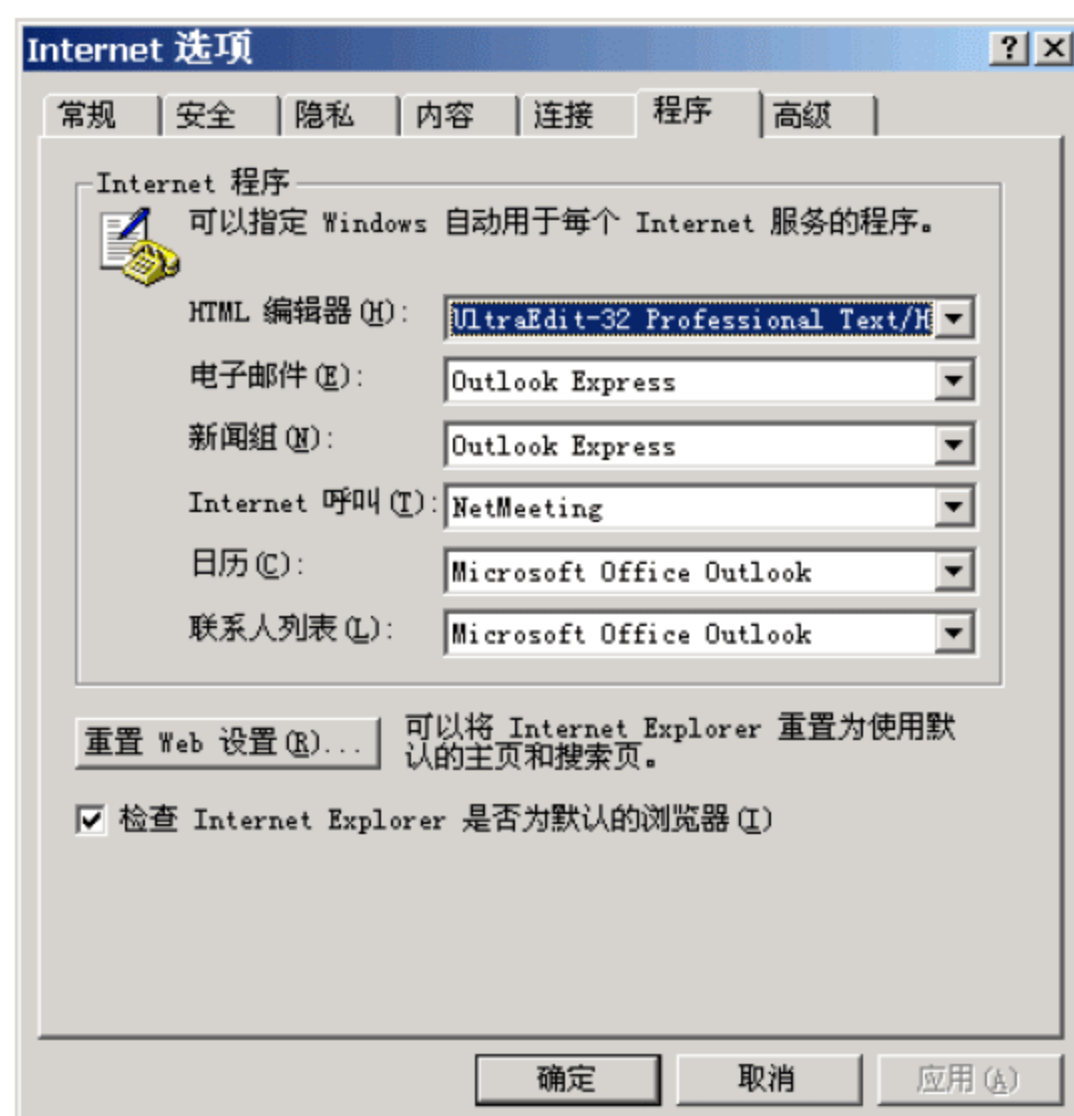 Internet 选项
常规 安全 隐私 内容 连接 程序 高级
Internet 程序
可以指定 Windows 自动用于每个 Internet 服务的程序。
HTML 编辑器(H): UltraEdit-32 Professional Text/H
电子邮件(E): Outlook Express
新闻组(N): Outlook Express
Internet 呼叫(T): NetMeeting
日历(C): Microsoft Office Outlook
联系人列表(L): Microsoft Office Outlook
重置 Web 设置(R)... 可以将 Internet Explorer 重置为使用默
认的主页和搜索页。
检查 Internet Explorer 是否为默认的浏览器(I)
确定 取消 应用(A)